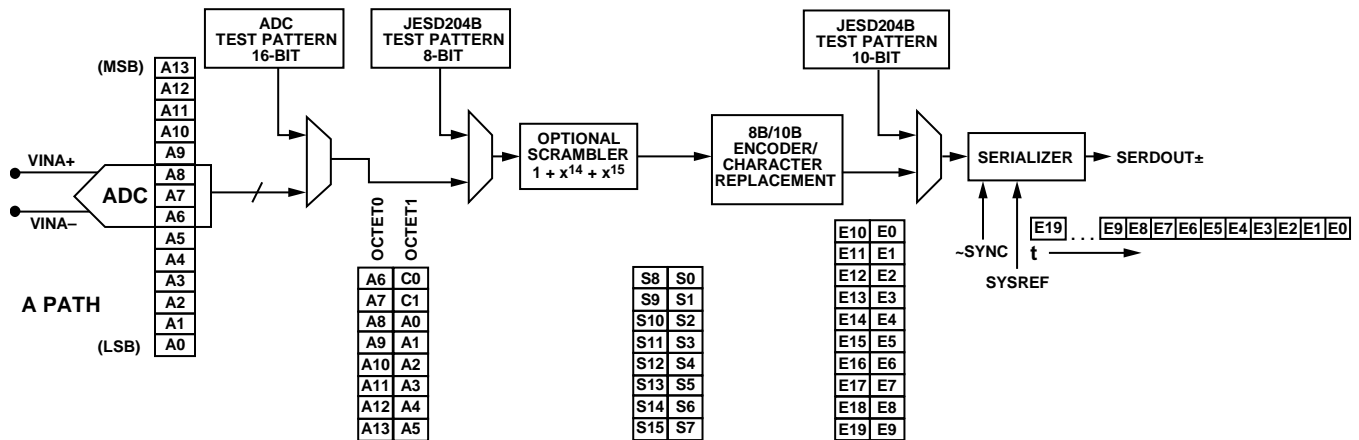 ADC
TEST PATTERN
16-BIT
JESD204B
TEST PATTERN
8-BIT
JESD204B
TEST PATTERN
10-BIT
(MSB)
A13
A12
A11
A10
A9
A8
A7
A6
A5
A4
A3
A2
A1
A0
(LSB)
VINA+
ADC
VINA–
A PATH
OCTET0 OCTET1
A6 C0
A7 C1
A8 A0
A9 A1
A10 A2
A11 A3
A12 A4
A13 A5
OPTIONAL
SCRAMBLER
1 + x¹⁴ + x¹⁵
S8 S0
S9 S1
S10 S2
S11 S3
S12 S4
S13 S5
S14 S6
S15 S7
8B/10B
ENCODER/
CHARACTER
REPLACEMENT
E10 E0
E11 E1
E12 E2
E13 E3
E14 E4
E15 E5
E16 E6
E17 E7
E18 E8
E19 E9
SERIALIZER
SERDOUT±
~SYNC
SYSREF
E19 . . . E9 E8 E7 E6 E5 E4 E3 E2 E1 E0
t